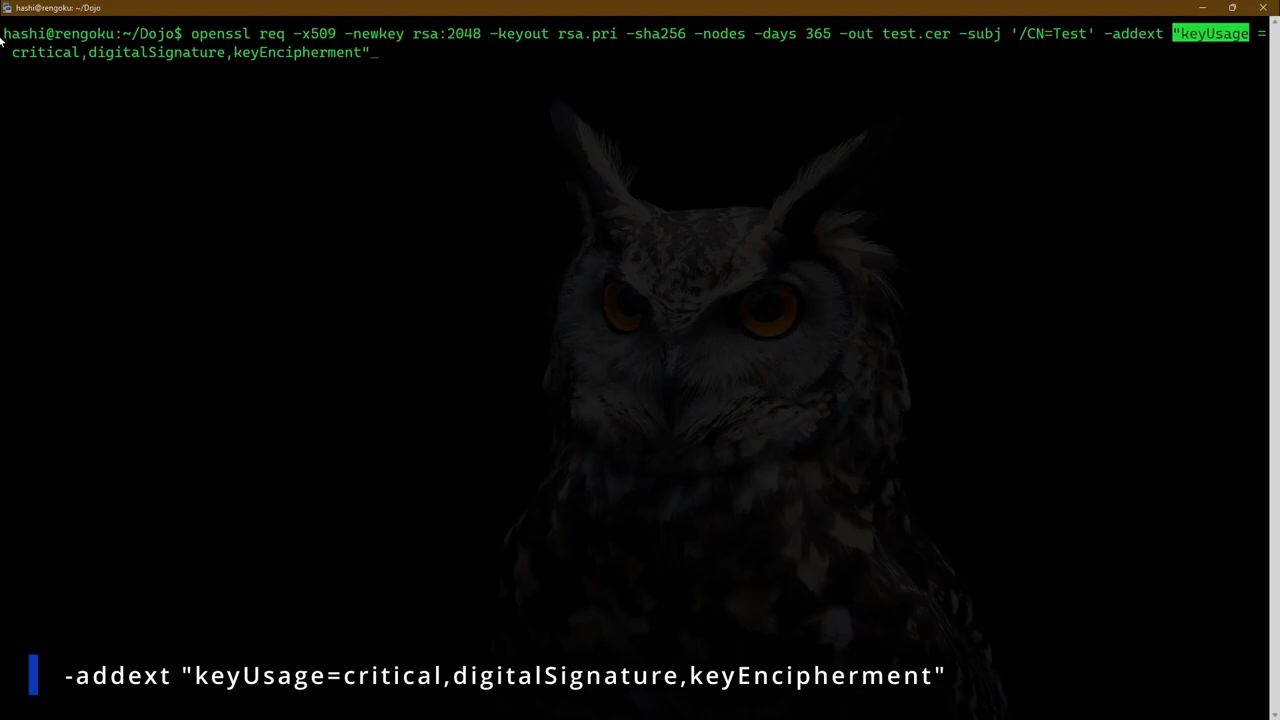 hashi@rengoku: ~/Dojo
hashi@rengoku:~/Dojo$ openssl req -x509 -newkey rsa:2048 -keyout rsa.pri -sha256 -nodes -days 365 -out test.cer -subj '/CN=Test' -addext "keyUsage =
critical,digitalSignature,keyEncipherment"_
-addext "keyUsage=critical,digitalSignature,keyEncipherment"